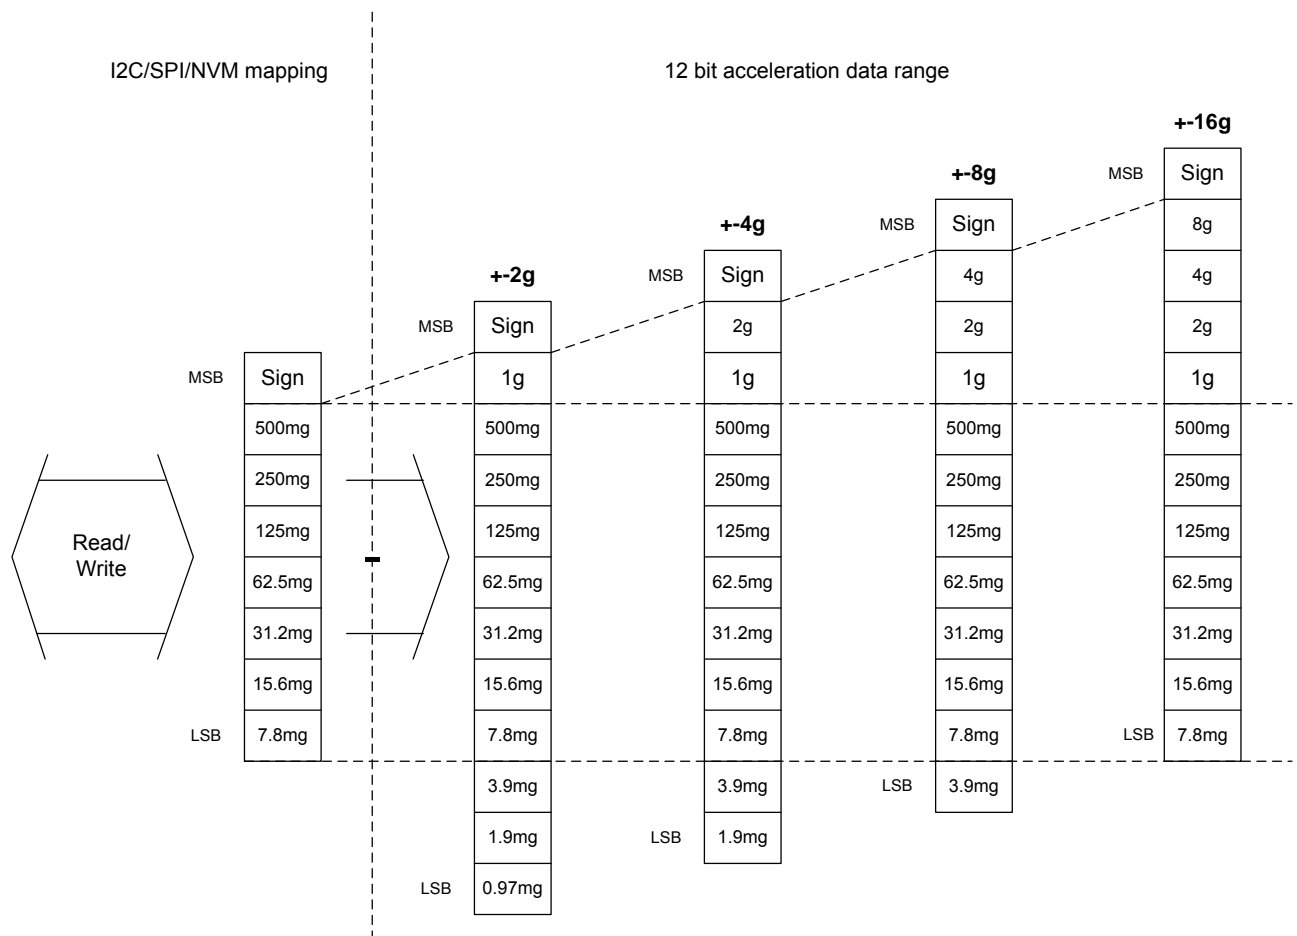 I2C/SPI/NVM mapping
12 bit acceleration data range
MSB
Sign
500mg
250mg
125mg
62.5mg
31.2mg
15.6mg
LSB
7.8mg
Read/
Write
+-2g
MSB
Sign
1g
500mg
250mg
125mg
62.5mg
31.2mg
15.6mg
7.8mg
3.9mg
1.9mg
LSB
0.97mg
+-4g
MSB
Sign
2g
1g
500mg
250mg
125mg
62.5mg
31.2mg
15.6mg
7.8mg
3.9mg
LSB
1.9mg
+-8g
MSB
Sign
4g
2g
1g
500mg
250mg
125mg
62.5mg
31.2mg
15.6mg
7.8mg
LSB
3.9mg
+-16g
MSB
Sign
8g
4g
2g
1g
500mg
250mg
125mg
62.5mg
31.2mg
15.6mg
LSB
7.8mg